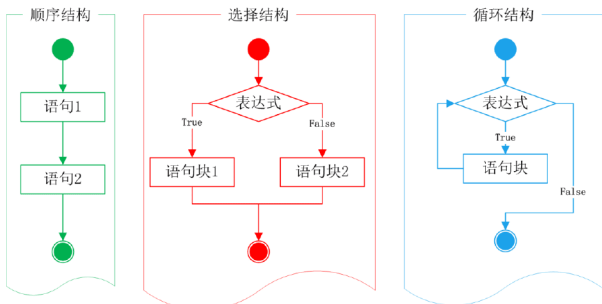 顺序结构
语句1
语句2
选择结构
表达式
True
False
语句块1
语句块2
循环结构
表达式
True
语句块
False